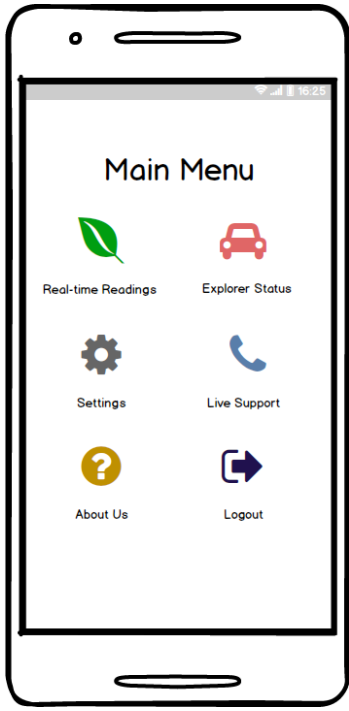 16:25
Main Menu
Real-time Readings
Explorer Status
Settings
Live Support
?
About Us
Logout